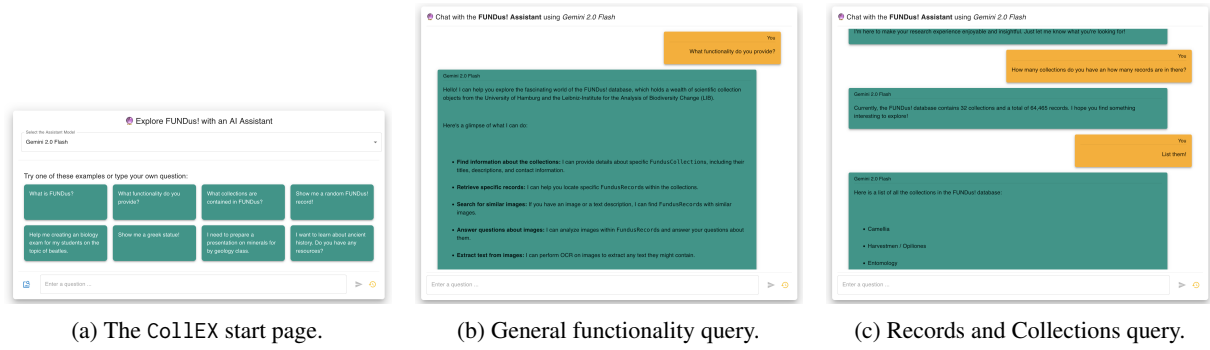 Explore FUNDus! with an AI Assistant
Select the Assistant Model
Gemini 2.0 Flash
Try one of these examples or type your own question:
What is FUNDus?
What functionality do you
provide?
What collections are
contained in FUNDus?
Show me a random FUNDus!
record!
Help me creating an biology
exam for my students on the
topic of beatles.
Show me a greek statue!
I need to prepare a
presentation on minerals for
by geology class.
I want to learn about ancient
history. Do you have any
resources?
Enter a question ...
(a) The CollEX start page.
Chat with the FUNDus! Assistant using Gemini 2.0 Flash
You
What functionality do you provide?
Gemini 2.0 Flash
Hello! I can help you explore the fascinating world of the FUNDus! database, which holds a wealth of scientific collection
objects from the University of Hamburg and the Leibniz-Institute for the Analysis of Biodiversity Change (LIB).
Here's a glimpse of what I can do:
• Find information about the collections: I can provide details about specific FundusCollections, including their
titles, descriptions, and contact information.
• Retrieve specific records: I can help you locate specific FundusRecords within the collections.
• Search for similar images: If you have an image or a text description, I can find FundusRecords with similar
images.
• Answer questions about images: I can analyze images within FundusRecords and answer your questions about
them.
• Extract text from images: I can perform OCR on images to extract any text they might contain.
Enter a question ...
(b) General functionality query.
Chat with the FUNDus! Assistant using Gemini 2.0 Flash
I'm here to make your research experience enjoyable and insightful. Just let me know what you're looking for!
You
How many collections do you have an how many records are in there?
Gemini 2.0 Flash
Currently, the FUNDus! database contains 32 collections and a total of 64,465 records. I hope you find something
interesting to explore!
You
List them!
Gemini 2.0 Flash
Here is a list of all the collections in the FUNDus! database:
• Camellie
• Harvestmen / Opiliones
• Entomology
Enter a question ...
(c) Records and Collections query.